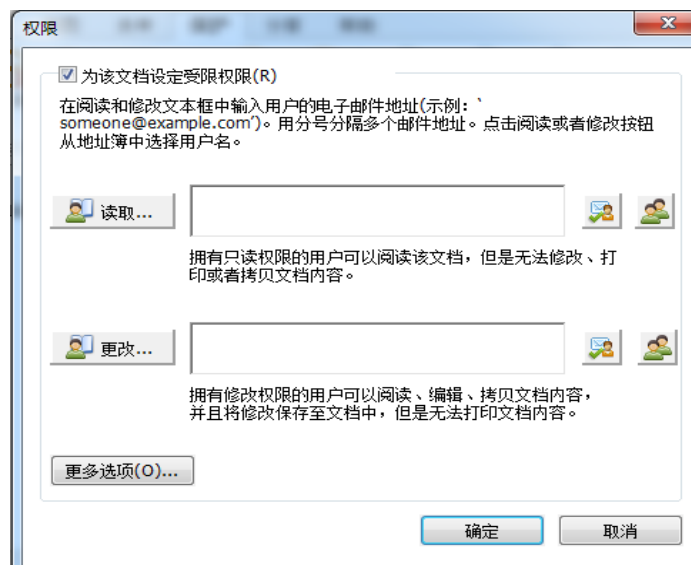 权限
为该文档设定受限权限(R)
在阅读和修改文本框中输入用户的电子邮件地址(示例：`
someone@example.com’)。用分号分隔多个邮件地址。点击阅读或者修改按钮
从地址簿中选择用户名。
读取...
拥有只读权限的用户可以阅读该文档，但是无法修改、打
印或者拷贝文档内容。
更改...
拥有修改权限的用户可以阅读、编辑、拷贝文档内容，
并且将修改保存至文档中，但是无法打印文档内容。
更多选项(O)...
确定
取消